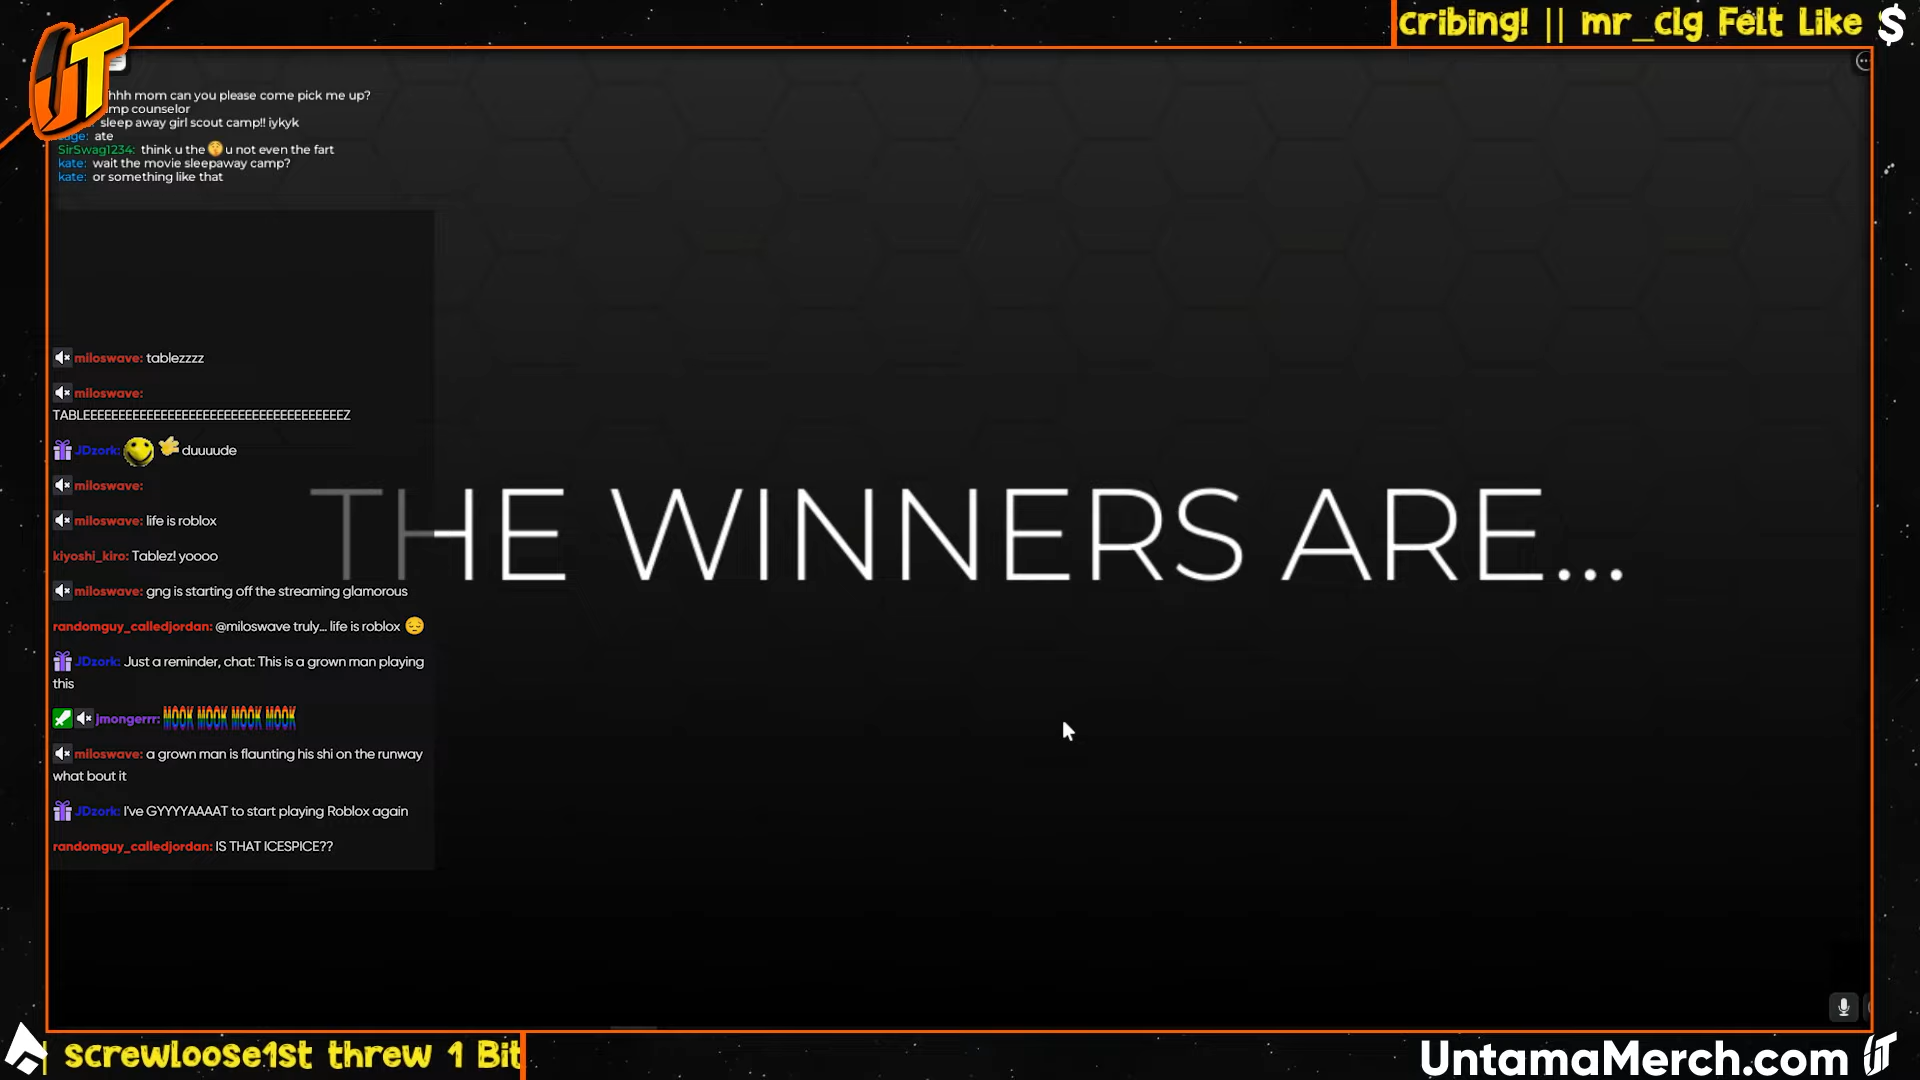 cribing! || mr_clg Felt Like $
hhh mom can you please come pick me up?
mp counselor
sleep away girl scout camp!! iykyk
ate
SirSwag1234: think u the 🤫 u not even the fart
kate: wait the movie sleepaway camp?
kate: or something like that
miloswave: tablezzzz
miloswave:
TABLEEEEEEEEEEEEEEEEEEEEEEEEEEEEEEEEEEEEEZ
JDzork: duuuude
miloswave:
miloswave: life is roblox
kiyoshi_kiro: Tablez! yoooo
THE WINNERS ARE...
miloswave: gng is starting off the streaming glamorous
randomguy_calledjordan: @miloswave truly... life is roblox 😔
JDzork: Just a reminder, chat: This is a grown man playing
this
jmongerrr: MOOK MOOK MOOK MOOK
miloswave: a grown man is flaunting his shi on the runway
what bout it
JDzork: I've GYYYYAAAAT to start playing Roblox again
randomguy_calledjordan: IS THAT ICESPICE??
| screwloose1st threw 1 Bit
UntamaMerch.com